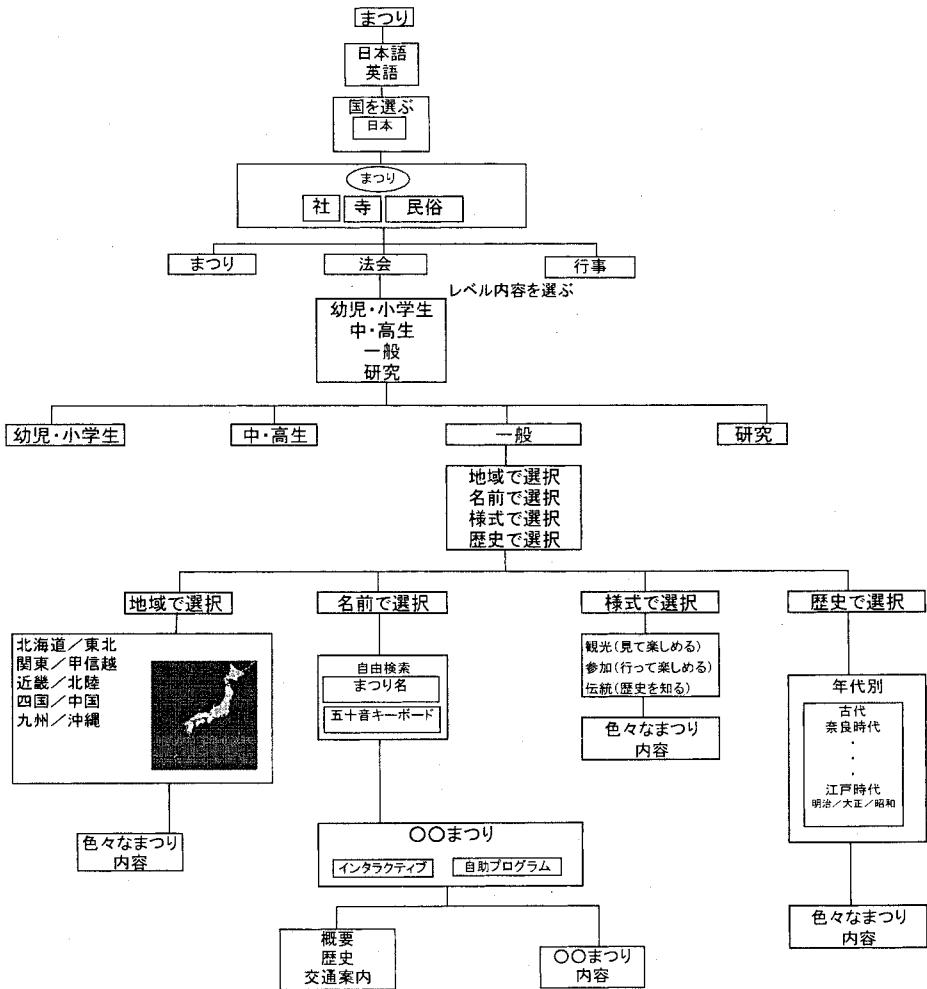 まつり
日本語
英語
国を選ぶ
日本
まつり
社 寺 民俗
まつり 法会 行事
レベル内容を選ぶ
幼児・小学生
中・高生
一般
研究
幼児・小学生 中・高生 一般 研究
地域で選択
名前で選択
様式で選択
歴史で選択
地域で選択 名前で選択 様式で選択 歴史で選択
北海道／東北
関東／甲信越
近畿／北陸
四国／中国
九州／沖縄
色々なまつり
内容
自由検索
まつり名
五十音キーボード
〇〇まつり
インタラクティブ 自助プログラム
概要
歴史
交通案内
〇〇まつり
内容
観光(見て楽しめる)
参加(行って楽しめる)
伝統(歴史を知る)
色々なまつり
内容
年代別
古代
奈良時代
・
・
・
江戸時代
明治／大正／昭和
色々なまつり
内容